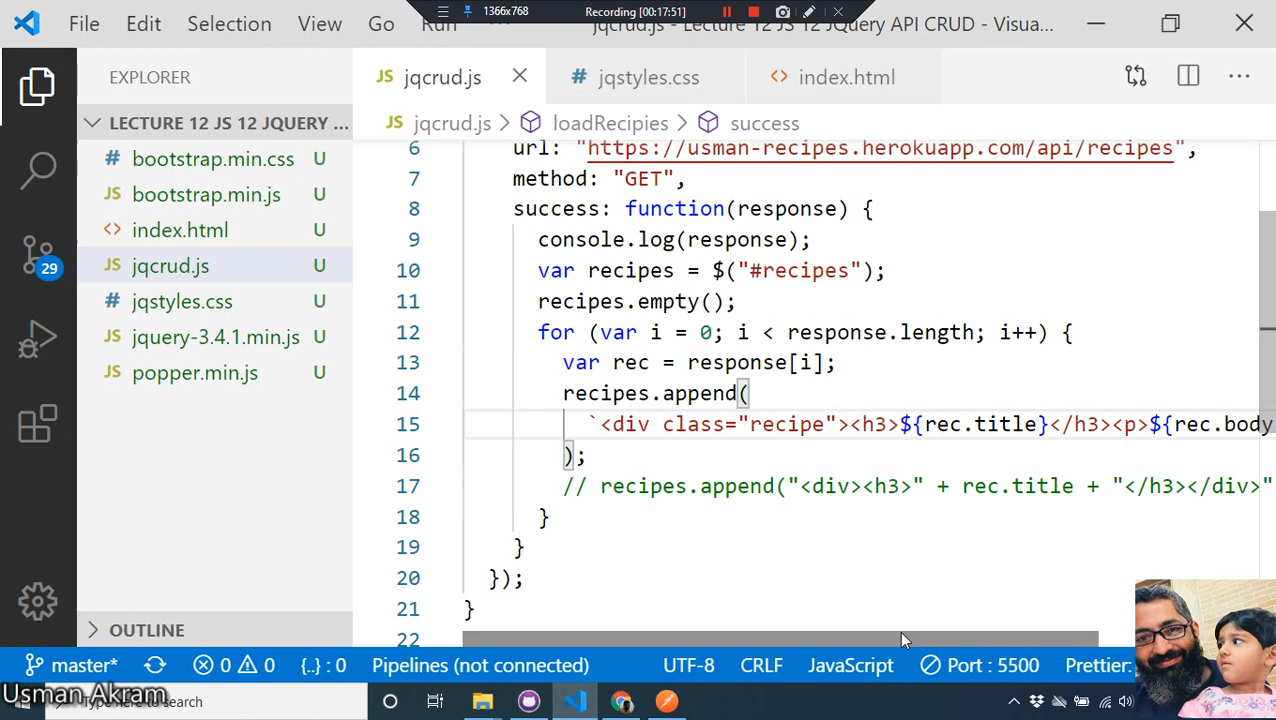 File Edit Selection View Go Run
1366x768 Recording [00:17:51]
jqcrud.js - Lecture 12 JS 12 JQuery API CRUD - Visua...
EXPLORER
jqcrud.js
jqstyles.css
index.html
LECTURE 12 JS 12 JQUERY ...
jqcrud.js > loadRecipies > success
bootstrap.min.css U
bootstrap.min.js U
index.html U
jqcrud.js U
jqstyles.css U
jquery-3.4.1.min.js U
popper.min.js U
29
6 url: "https://usman-recipes.herokuapp.com/api/recipes",
7 method: "GET",
8 success: function(response) {
9 console.log(response);
10 var recipes = $("#recipes");
11 recipes.empty();
12 for (var i = 0; i < response.length; i++) {
13 var rec = response[i];
14 recipes.append(
15 `<div class="recipe"><h3>${rec.title}</h3><p>${rec.body
16 );
17 // recipes.append("<div><h3>" + rec.title + "</h3></div>"
18 }
19 }
20 });
21 }
22
OUTLINE
master* 0 0 {..} : 0 Pipelines (not connected) UTF-8 CRLF JavaScript Port : 5500 Prettier:
Usman Akram
Type here to search